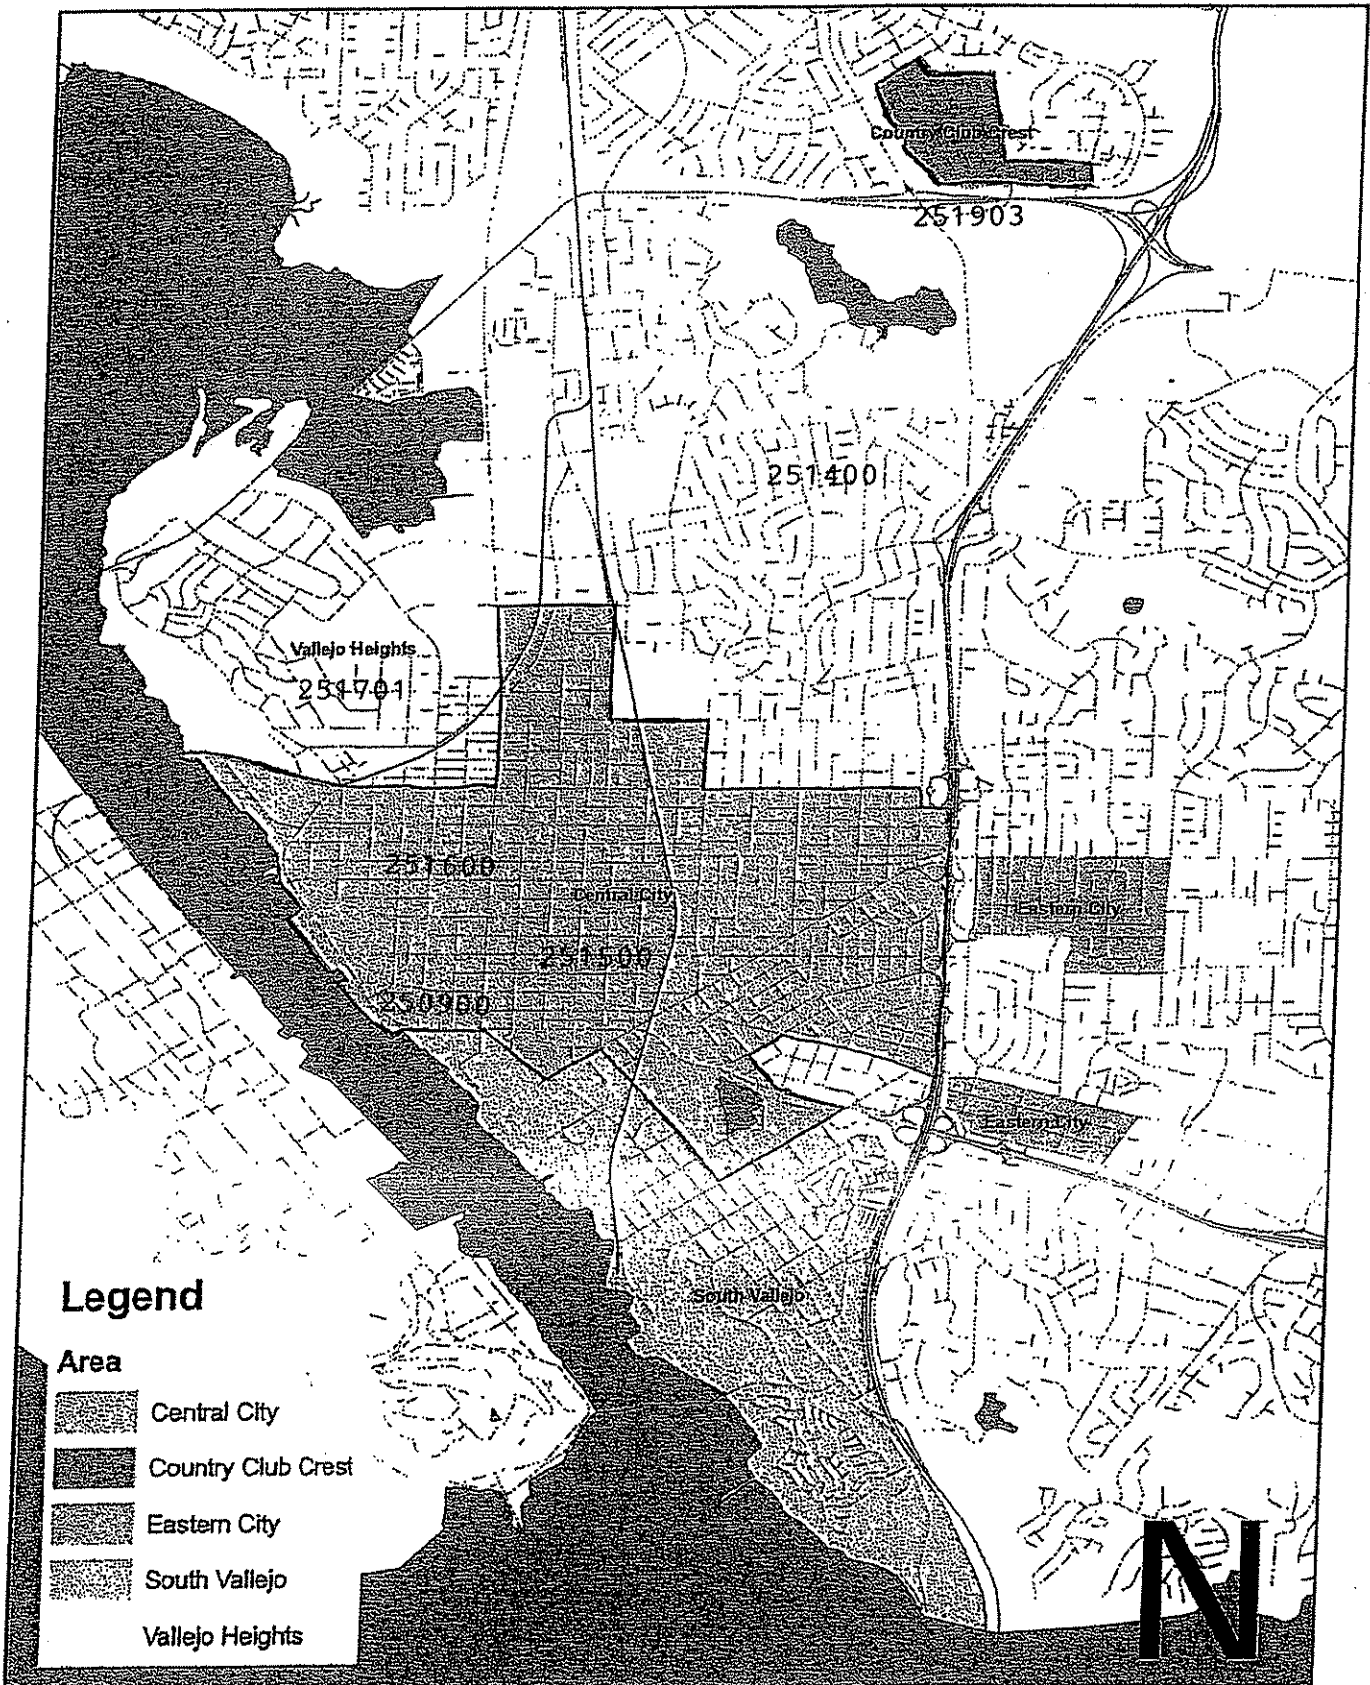 Country Club Crest
251903
251400
Vallejo Heights
251701
251600
Central City
Eastern City
251500
250900
Eastern City
South Vallejo
Legend
Area
Central City
Country Club Crest
Eastern City
South Vallejo
Vallejo Heights
N